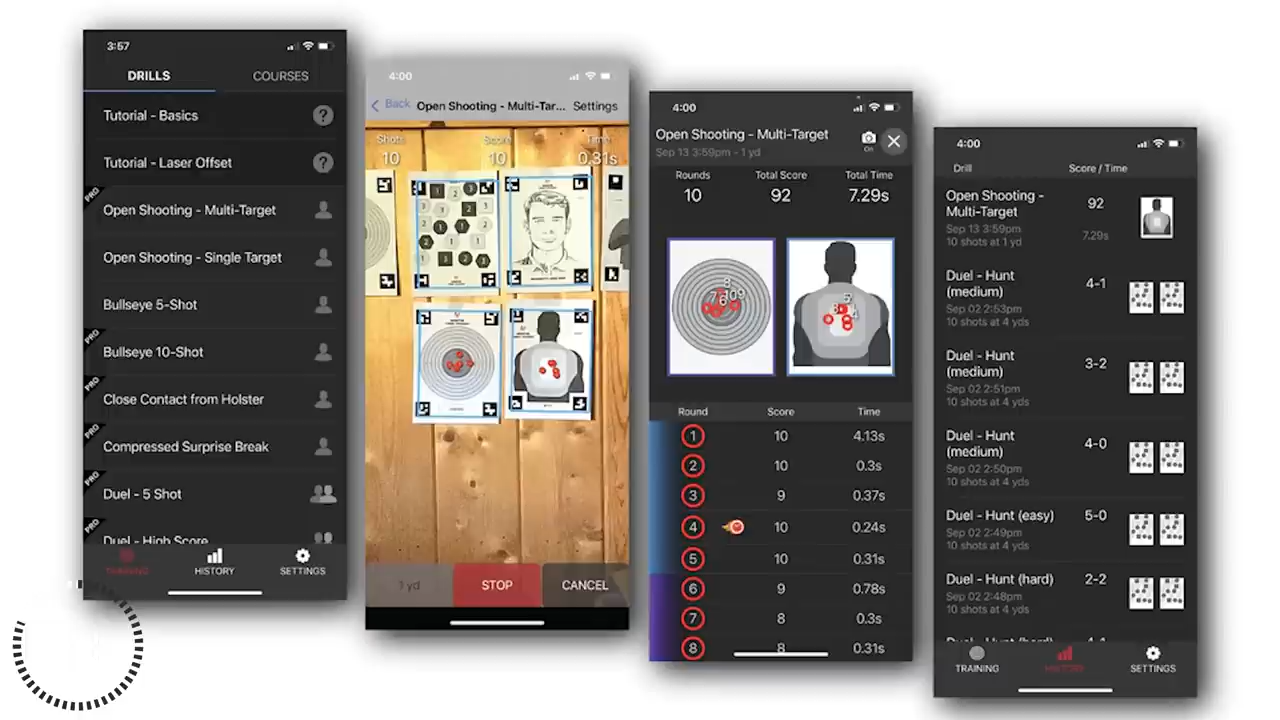 3:57
DRILLS
COURSES
Tutorial - Basics
?
Tutorial - Laser Offset
?
PRO
Open Shooting - Multi-Target
Open Shooting - Single Target
Bullseye 5-Shot
PRO
Bullseye 10-Shot
PRO
Close Contact from Holster
PRO
Compressed Surprise Break
PRO
Duel - 5 Shot
PRO
Duel - High Score
TRAINING
HISTORY
SETTINGS
4:00
Back
Open Shooting - Multi-Tar...
Settings
Shots
Score
Time
10
10
0.31s
1 yd
STOP
CANCEL
4:00
Open Shooting - Multi-Target
On
Sep 13 3:59pm - 1 yd
Rounds
Total Score
Total Time
10
92
7.29s
Round
Score
Time
1
10
4.13s
2
10
0.3s
3
9
0.37s
4
10
0.24s
5
10
0.31s
6
9
0.78s
7
8
0.3s
8
8
0.31s
4:00
Drill
Score / Time
Open Shooting -
Multi-Target
92
Sep 13 3:59pm
7.29s
10 shots at 1 yd
Duel - Hunt
(medium)
4-1
Sep 02 2:53pm
10 shots at 4 yds
Duel - Hunt
(medium)
3-2
Sep 02 2:51pm
10 shots at 4 yds
Duel - Hunt
(medium)
4-0
Sep 02 2:50pm
10 shots at 4 yds
Duel - Hunt (easy)
5-0
Sep 02 2:49pm
10 shots at 4 yds
Duel - Hunt (hard)
2-2
Sep 02 2:48pm
10 shots at 4 yds
Duel - Hunt (hard)
4-1
TRAINING
HISTORY
SETTINGS